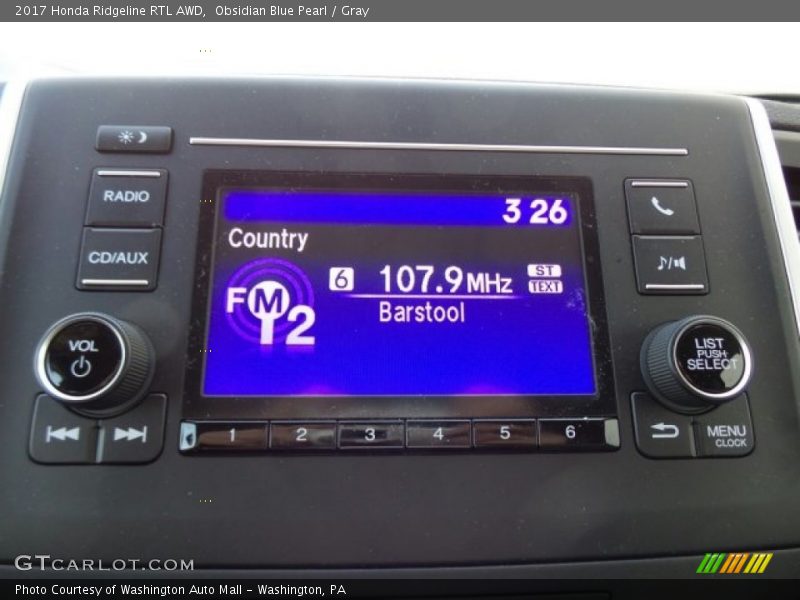 2017 Honda Ridgeline RTL AWD,  Obsidian Blue Pearl / Gray
RADIO
CD/AUX
VOL
3 26
Country
FM2
6 107.9MHz ST TEXT
Barstool
1 2 3 4 5 6
LIST
PUSH
SELECT
MENU
CLOCK
GTCARLOT.COM
Photo Courtesy of Washington Auto Mall - Washington, PA